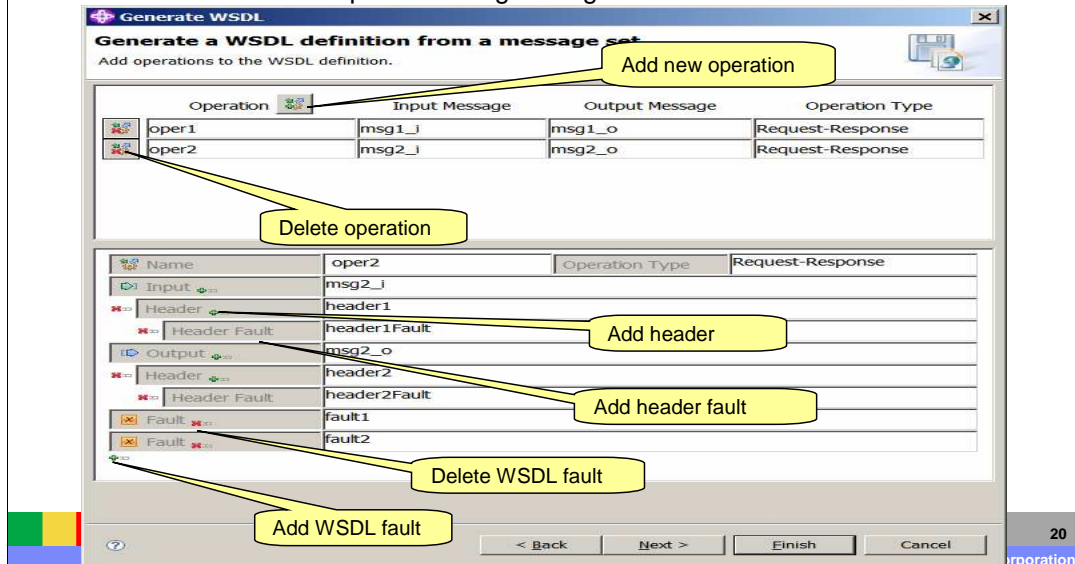 Generate WSDL
Generate a WSDL definition from a message set
Add operations to the WSDL definition.
Add new operation
Operation Input Message Output Message Operation Type
oper1 msg1_i msg1_o Request-Response
oper2 msg2_i msg2_o Request-Response
Delete operation
Name oper2 Operation Type Request-Response
Input msg2_i
Header header1
Header Fault header1Fault
Add header
Output msg2_o
Header header2
Header Fault header2Fault
Add header fault
Fault fault1
Fault fault2
Delete WSDL fault
Add WSDL fault
< Back Next > Finish Cancel
20